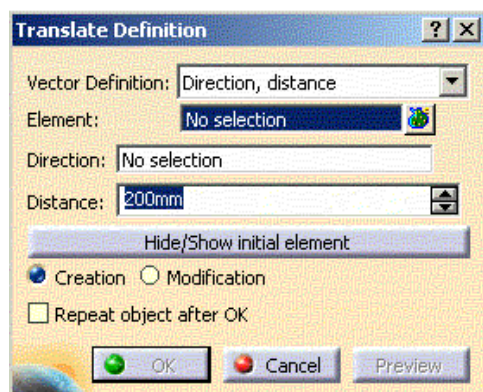 Translate Definition
Vector Definition: Direction, distance
Element: No selection
Direction: No selection
Distance: 200mm
Hide/Show initial element
Creation Modification
Repeat object after OK
OK Cancel Preview